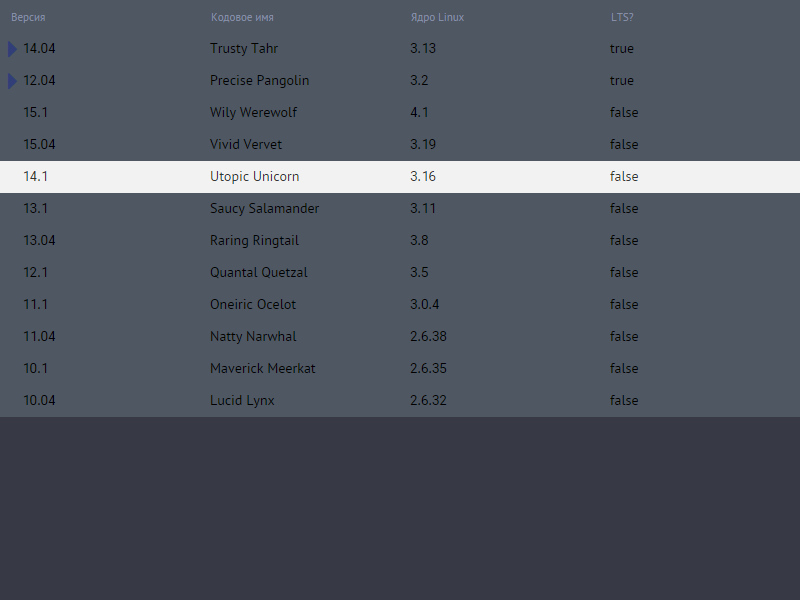 Версия Кодовое имя Ядро Linux LTS?
14.04 Trusty Tahr 3.13 true
12.04 Precise Pangolin 3.2 true
15.1 Wily Werewolf 4.1 false
15.04 Vivid Vervet 3.19 false
14.1 Utopic Unicorn 3.16 false
13.1 Saucy Salamander 3.11 false
13.04 Raring Ringtail 3.8 false
12.1 Quantal Quetzal 3.5 false
11.1 Oneiric Ocelot 3.0.4 false
11.04 Natty Narwhal 2.6.38 false
10.1 Maverick Meerkat 2.6.35 false
10.04 Lucid Lynx 2.6.32 false